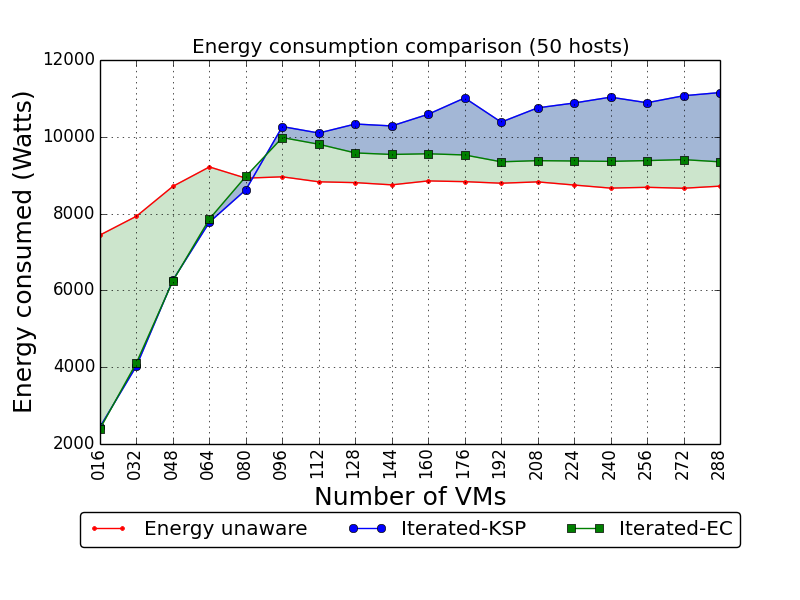 Energy consumption comparison (50 hosts)
12000
10000
8000
6000
4000
2000
Energy consumed (Watts)
016 032 048 064 080 096 112 128 144 160 176 192 208 224 240 256 272 288
Number of VMs
Energy unaware Iterated-KSP Iterated-EC